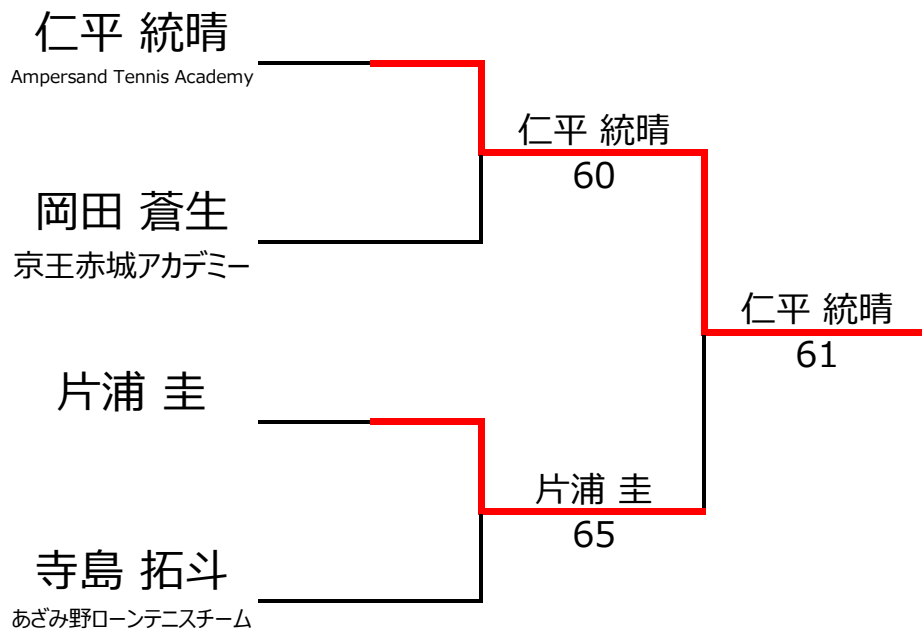 仁平 統晴
Ampersand Tennis Academy
仁平 統晴
60
岡田 蒼生
京王赤城アカデミー
仁平 統晴
61
片浦 圭
片浦 圭
65
寺島 拓斗
あざみ野ローンテニスチーム